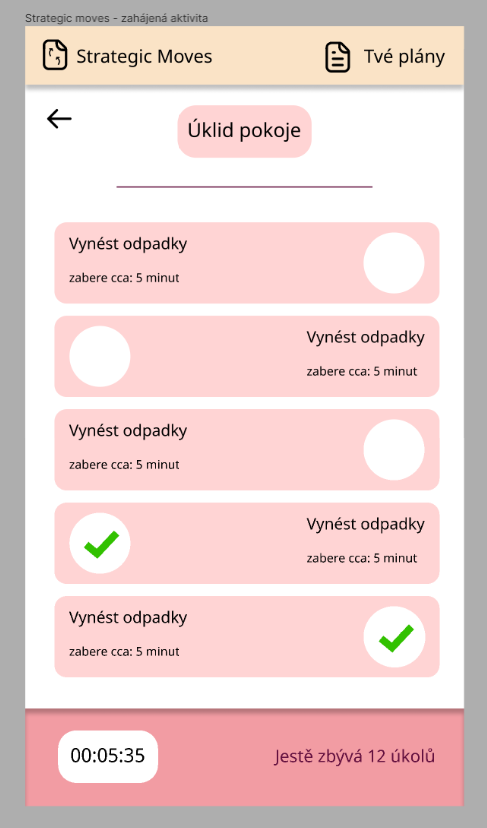 Strategic moves - zahájená aktivita
Strategic Moves
Tvé plány
Úklid pokoje
Vynést odpadky
zabere cca: 5 minut
Vynést odpadky
zabere cca: 5 minut
Vynést odpadky
zabere cca: 5 minut
Vynést odpadky
zabere cca: 5 minut
Vynést odpadky
zabere cca: 5 minut
00:05:35
Jestě zbývá 12 úkolů